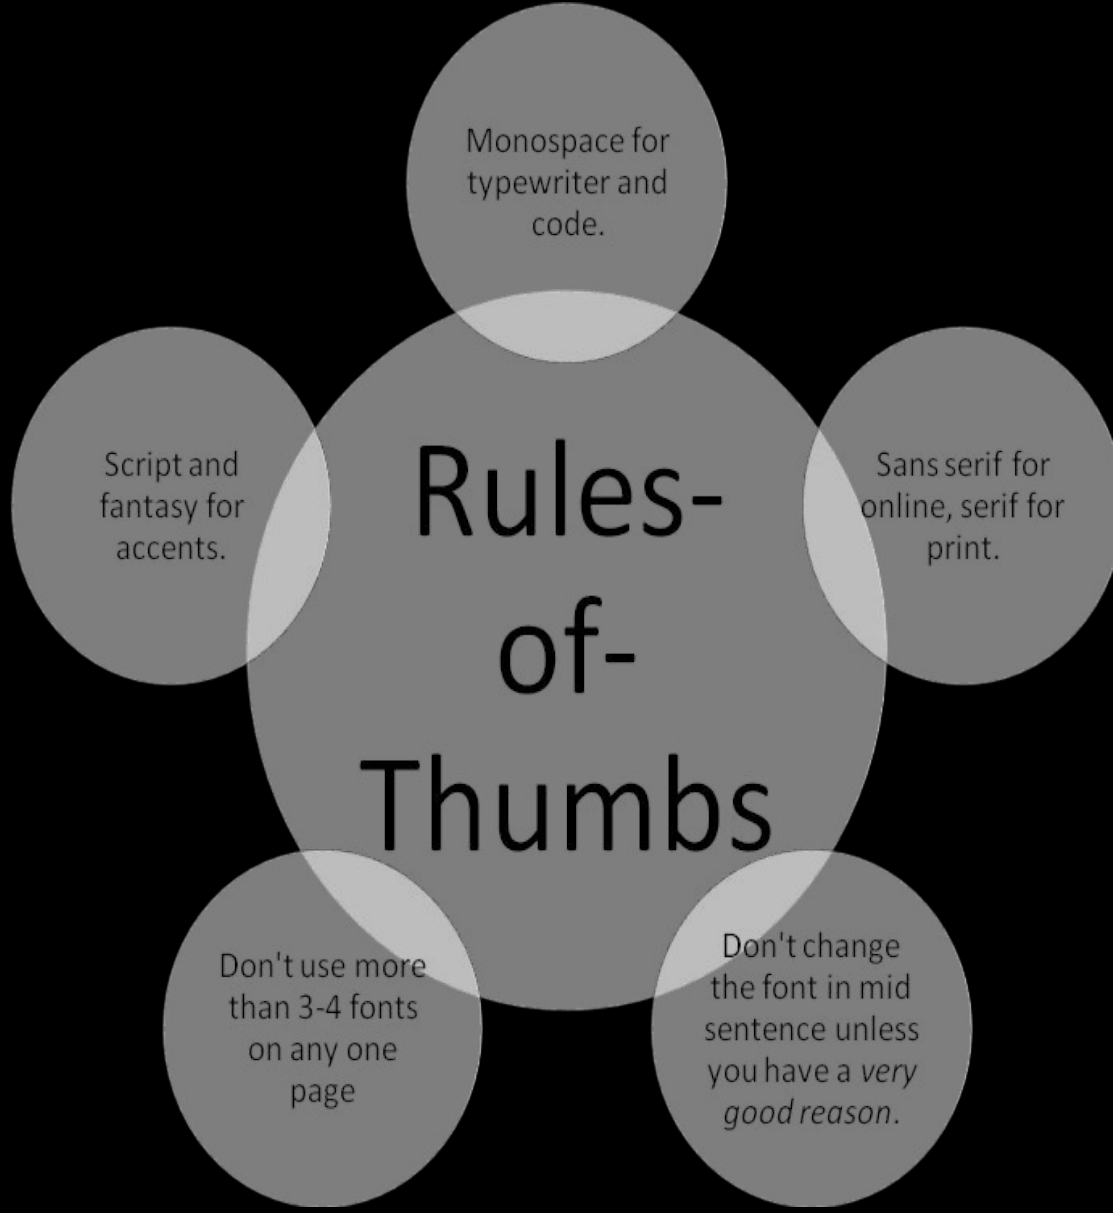 Monospace for
typewriter and
code.
Script and
fantasy for
accents.
Rules-
of-
Thumbs
Sans serif for
online, serif for
print.
Don't use more
than 3-4 fonts
on any one
page
Don't change
the font in mid
sentence unless
you have a very
good reason.